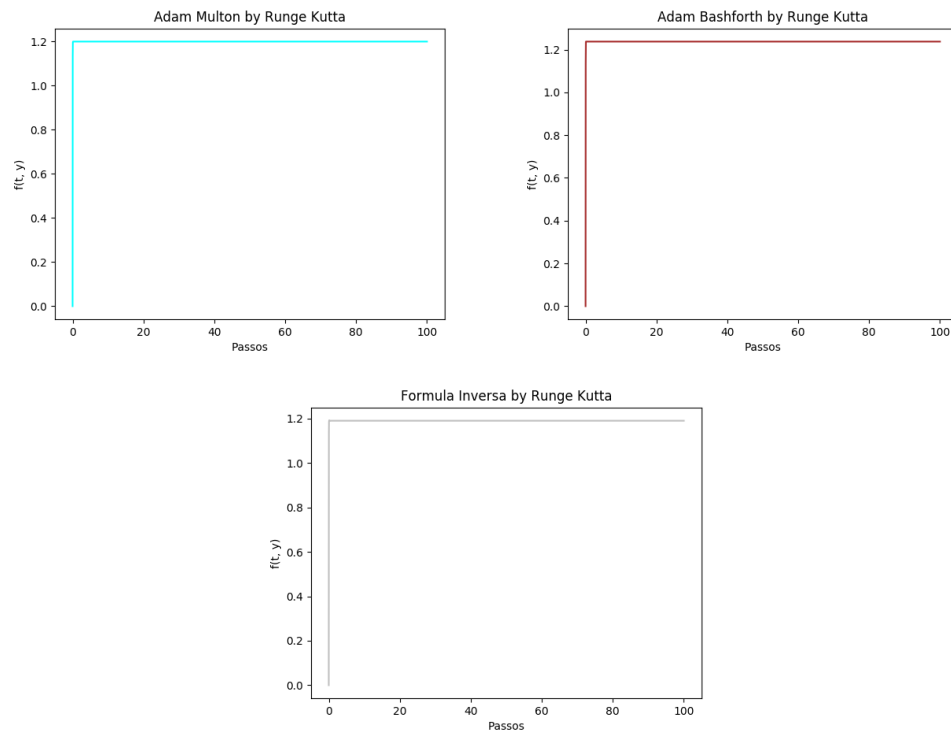 Adam Multon by Runge Kutta
1.2
1.0
0.8
0.6
0.4
0.2
0.0
f(t, y)
0 20 40 60 80 100
Passos
Adam Bashforth by Runge Kutta
1.2
1.0
0.8
0.6
0.4
0.2
0.0
f(t, y)
0 20 40 60 80 100
Passos
Formula Inversa by Runge Kutta
1.2
1.0
0.8
0.6
0.4
0.2
0.0
f(t, y)
0 20 40 60 80 100
Passos